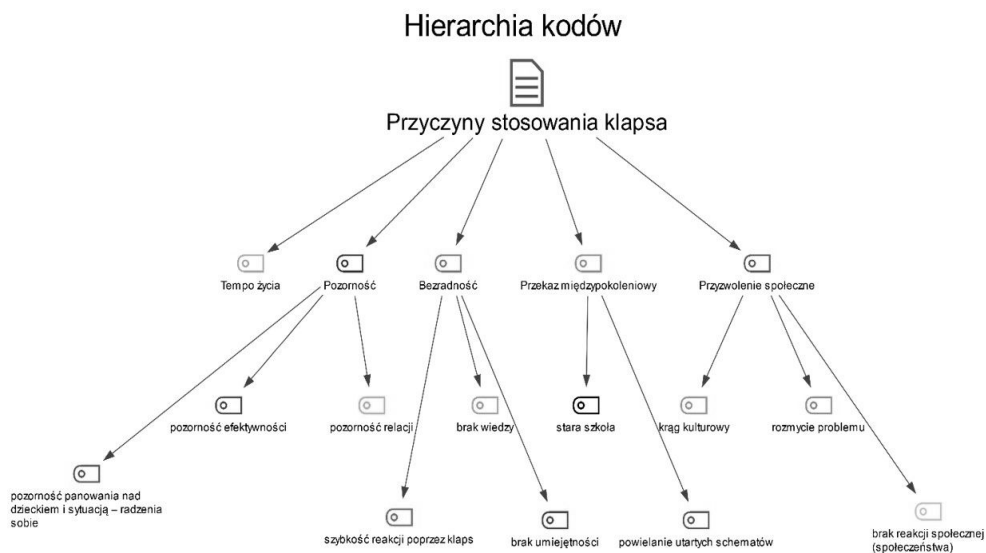 Hierarchia kodów
Przyczyny stosowania klapsa
Tempo życia
Pozorność
Bezradność
Przekaz międzypokoleniowy
Przyzwolenie społeczne
pozorność efektywności
pozorność relacji
brak wiedzy
stara szkoła
krąg kulturowy
rozmycie problemu
pozorność panowania nad
dzieckiem i sytuacją – radzenia
sobie
szybkość reakcji poprzez klaps
brak umiejętności
powielanie utartych schematów
brak reakcji społecznej
(społeczeństwa)